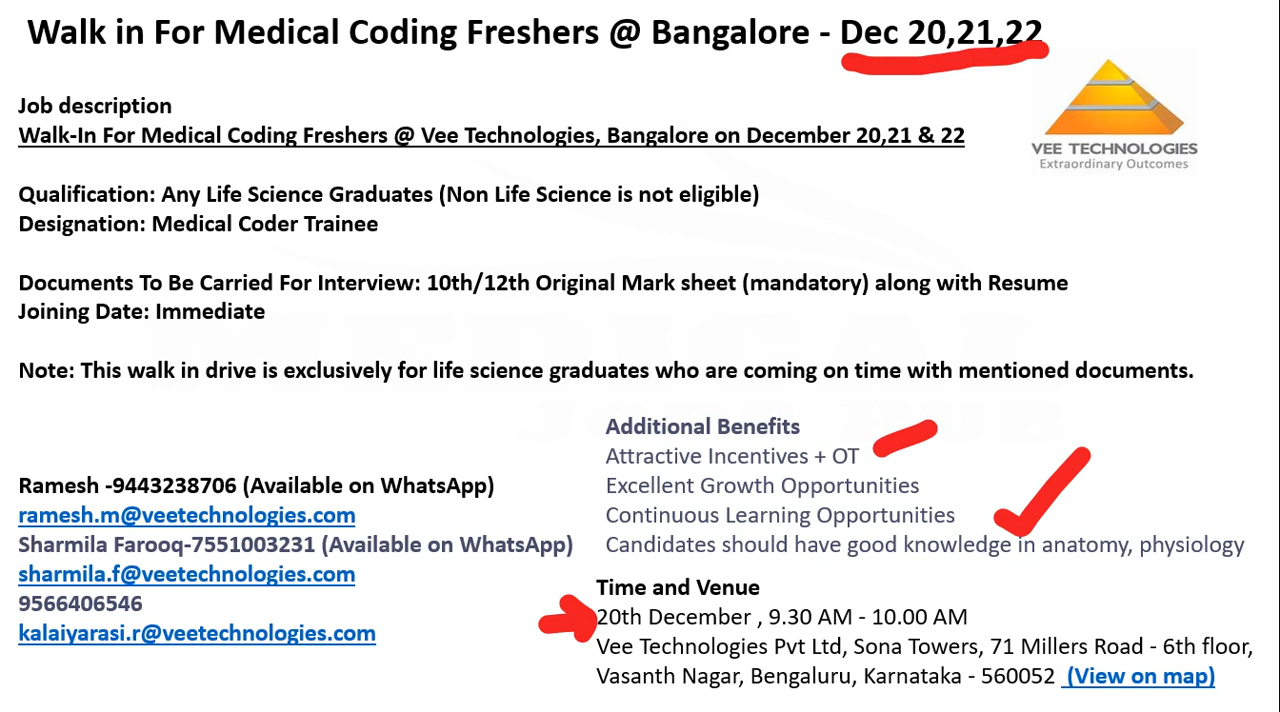 Walk in For Medical Coding Freshers @ Bangalore - Dec 20,21,22
VEE TECHNOLOGIES
Extraordinary Outcomes
Job description
Walk-In For Medical Coding Freshers @ Vee Technologies, Bangalore on December 20,21 & 22
Qualification: Any Life Science Graduates (Non Life Science is not eligible)
Designation: Medical Coder Trainee
Documents To Be Carried For Interview: 10th/12th Original Mark sheet (mandatory) along with Resume
Joining Date: Immediate
Note: This walk in drive is exclusively for life science graduates who are coming on time with mentioned documents.
Ramesh -9443238706 (Available on WhatsApp)
ramesh.m@veetechnologies.com
Sharmila Farooq-7551003231 (Available on WhatsApp)
sharmila.f@veetechnologies.com
9566406546
kalaiyarasi.r@veetechnologies.com
Additional Benefits
Attractive Incentives + OT
Excellent Growth Opportunities
Continuous Learning Opportunities
Candidates should have good knowledge in anatomy, physiology
Time and Venue
20th December , 9.30 AM - 10.00 AM
Vee Technologies Pvt Ltd, Sona Towers, 71 Millers Road - 6th floor,
Vasanth Nagar, Bengaluru, Karnataka - 560052 (View on map)